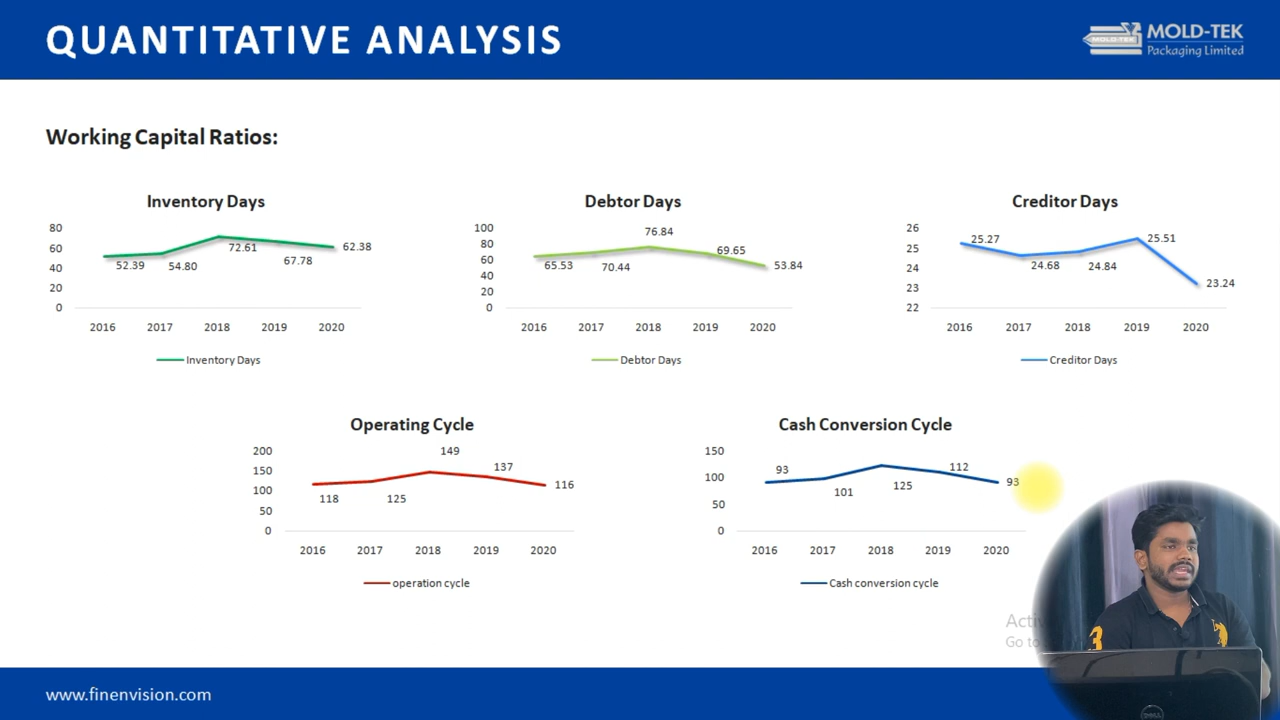 QUANTITATIVE ANALYSIS
MOLD-TEK
MOLD-TEK
Packaging Limited
Working Capital Ratios:
Inventory Days
80
60
40
20
0
52.39
54.80
72.61
67.78
62.38
2016 2017 2018 2019 2020
Inventory Days
Debtor Days
100
80
60
40
20
0
65.53
70.44
76.84
69.65
53.84
2016 2017 2018 2019 2020
Debtor Days
Creditor Days
26
25
24
23
22
25.27
24.68
24.84
25.51
23.24
2016 2017 2018 2019 2020
Creditor Days
Operating Cycle
200
150
100
50
0
118
125
149
137
116
2016 2017 2018 2019 2020
operation cycle
Cash Conversion Cycle
150
100
50
0
93
101
125
112
93
2016 2017 2018 2019 2020
Cash conversion cycle
Go to
3
DELL
www.finenvision.com